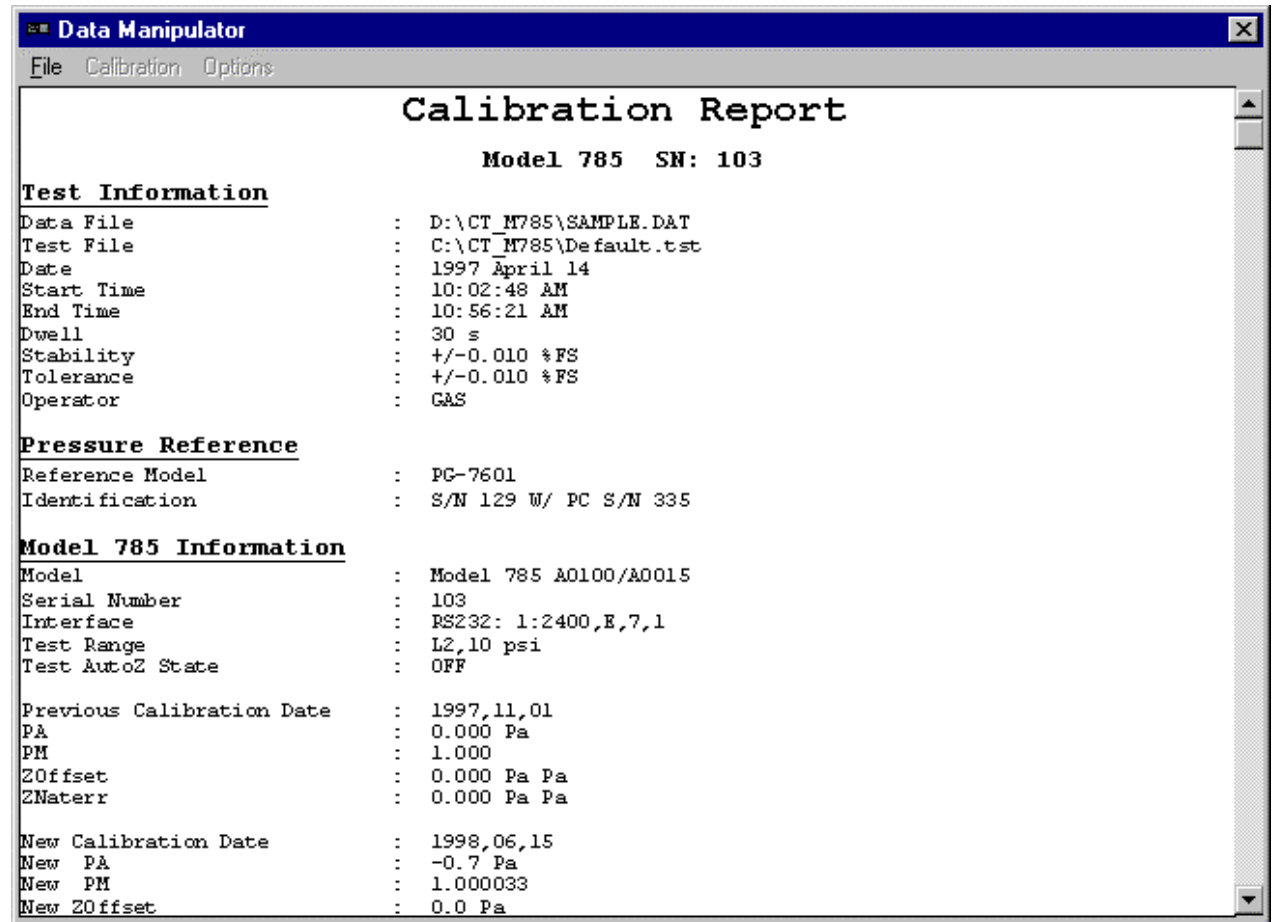 Data Manipulator
File Calibration Options
Calibration Report
Model 785 SN: 103
Test Information
Data File : D:\CT_M785\SAMPLE.DAT
Test File : C:\CT_M785\Default.tst
Date : 1997 April 14
Start Time : 10:02:48 AM
End Time : 10:56:21 AM
Dwell : 30 s
Stability : +/-0.010 %FS
Tolerance : +/-0.010 %FS
Operator : GAS
Pressure Reference
Reference Model : PG-7601
Identification : S/N 129 W/ PC S/N 335
Model 785 Information
Model : Model 785 A0100/A0015
Serial Number : 103
Interface : RS232: 1:2400,E,7,1
Test Range : L2,10 psi
Test AutoZ State : OFF
Previous Calibration Date : 1997,11,01
PA : 0.000 Pa
PM : 1.000
ZOffset : 0.000 Pa Pa
ZNaterr : 0.000 Pa Pa
New Calibration Date : 1998,06,15
New PA : -0.7 Pa
New PM : 1.000033
New ZOffset : 0.0 Pa